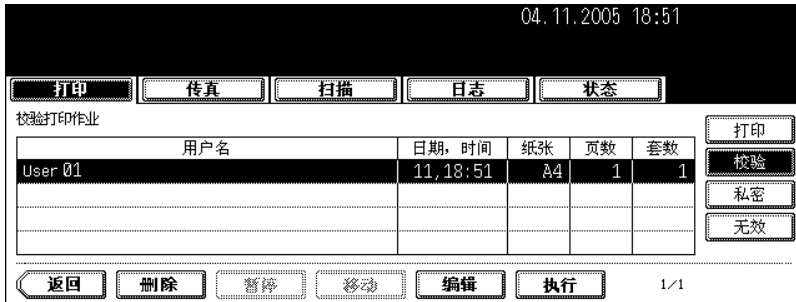 04.11.2005 18:51
打印 传真 扫描 日志 状态
校验打印作业
打印
用户名 日期，时间 纸张 页数 套数
校验
User 01 11,18:51 A4 1 1
私密
无效
返回 删除 暂停 移动 编辑 执行 1/1